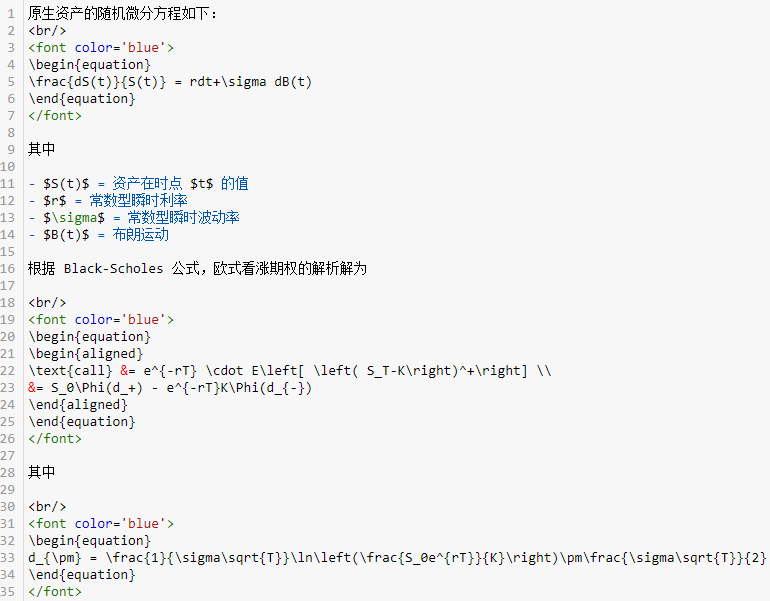 1 原生资产的随机微分方程如下：
2 <br/>
3 <font color='blue'>
4 \begin{equation}
5 \frac{dS(t)}{S(t)} = rdt+\sigma dB(t)
6 \end{equation}
7 </font>
8
9 其中
10
11 - $S(t)$ = 资产在时点 $t$ 的值
12 - $r$ = 常数型瞬时利率
13 - $\sigma$ = 常数型瞬时波动率
14 - $B(t)$ = 布朗运动
15
16 根据 Black-Scholes 公式，欧式看涨期权的解析解为
17
18 <br/>
19 <font color='blue'>
20 \begin{equation}
21 \begin{aligned}
22 \text{call} &= e^{-rT} \cdot E\left[ \left( S_T-K\right)^+\right] \\
23 &= S_0\Phi(d_+) - e^{-rT}K\Phi(d_{-})
24 \end{aligned}
25 \end{equation}
26 </font>
27
28 其中
29
30 <br/>
31 <font color='blue'>
32 \begin{equation}
33 d_{\pm} = \frac{1}{\sigma\sqrt{T}}\ln\left(\frac{S_0e^{rT}}{K}\right)\pm\frac{\sigma\sqrt{T}}{2}
34 \end{equation}
35 </font>